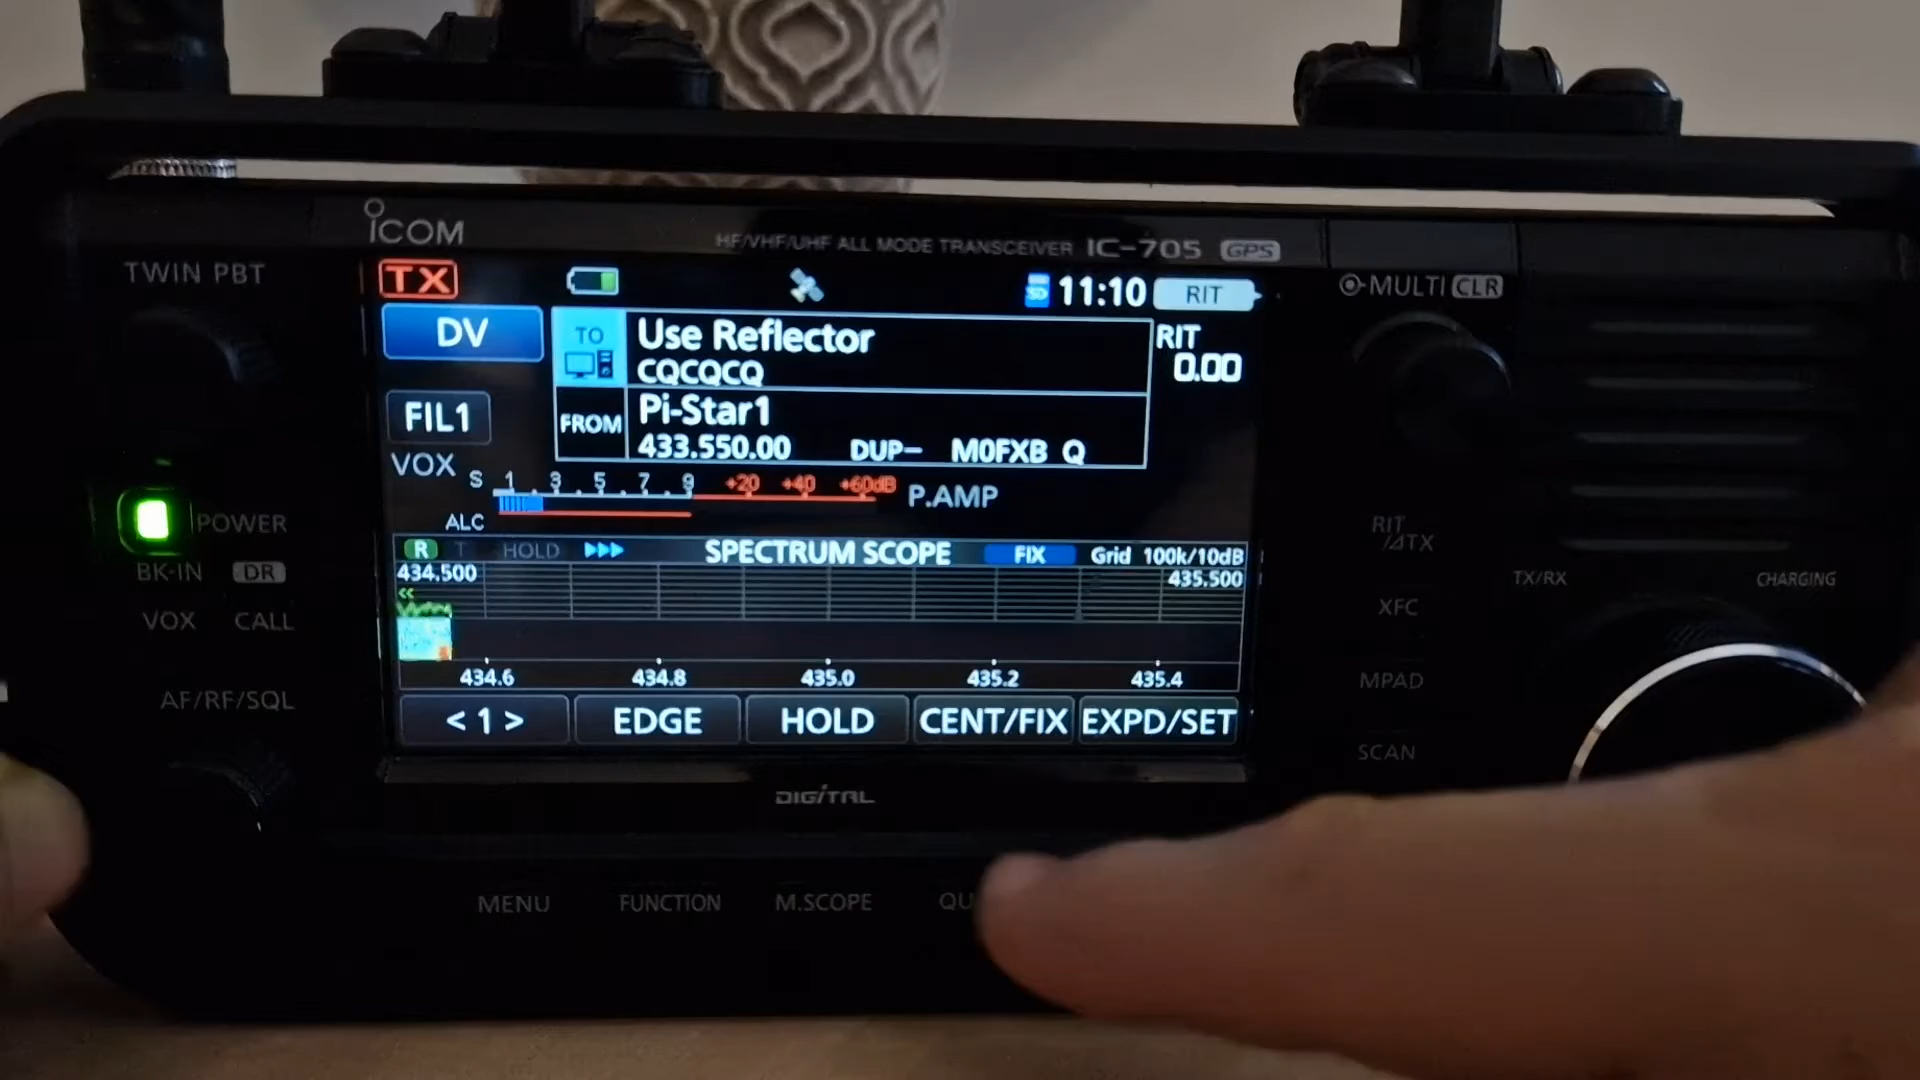 ICOM
HF/VHF/UHF ALL MODE TRANSCEIVER IC-705 GPS
TWIN PBT
MULTI CLR
TX
SD 11:10 RIT
DV
TO
Use Reflector
CQCQCQ
RIT
0.00
FIL1
FROM
Pi-Star1
433.550.00 DUP- M0FXB Q
VOX
S 1 3 5 7 9 +20 +40 +60dB P.AMP
ALC
POWER
BK-IN DR
VOX CALL
AF/RF/SQL
R T HOLD SPECTRUM SCOPE FIX Grid 100k/10dB
434.500 435.500
<<
434.6 434.8 435.0 435.2 435.4
< 1 > EDGE HOLD CENT/FIX EXPD/SET
RIT
/⊿TX
XFC
MPAD
SCAN
TX/RX CHARGING
DIGITAL
MENU FUNCTION M.SCOPE